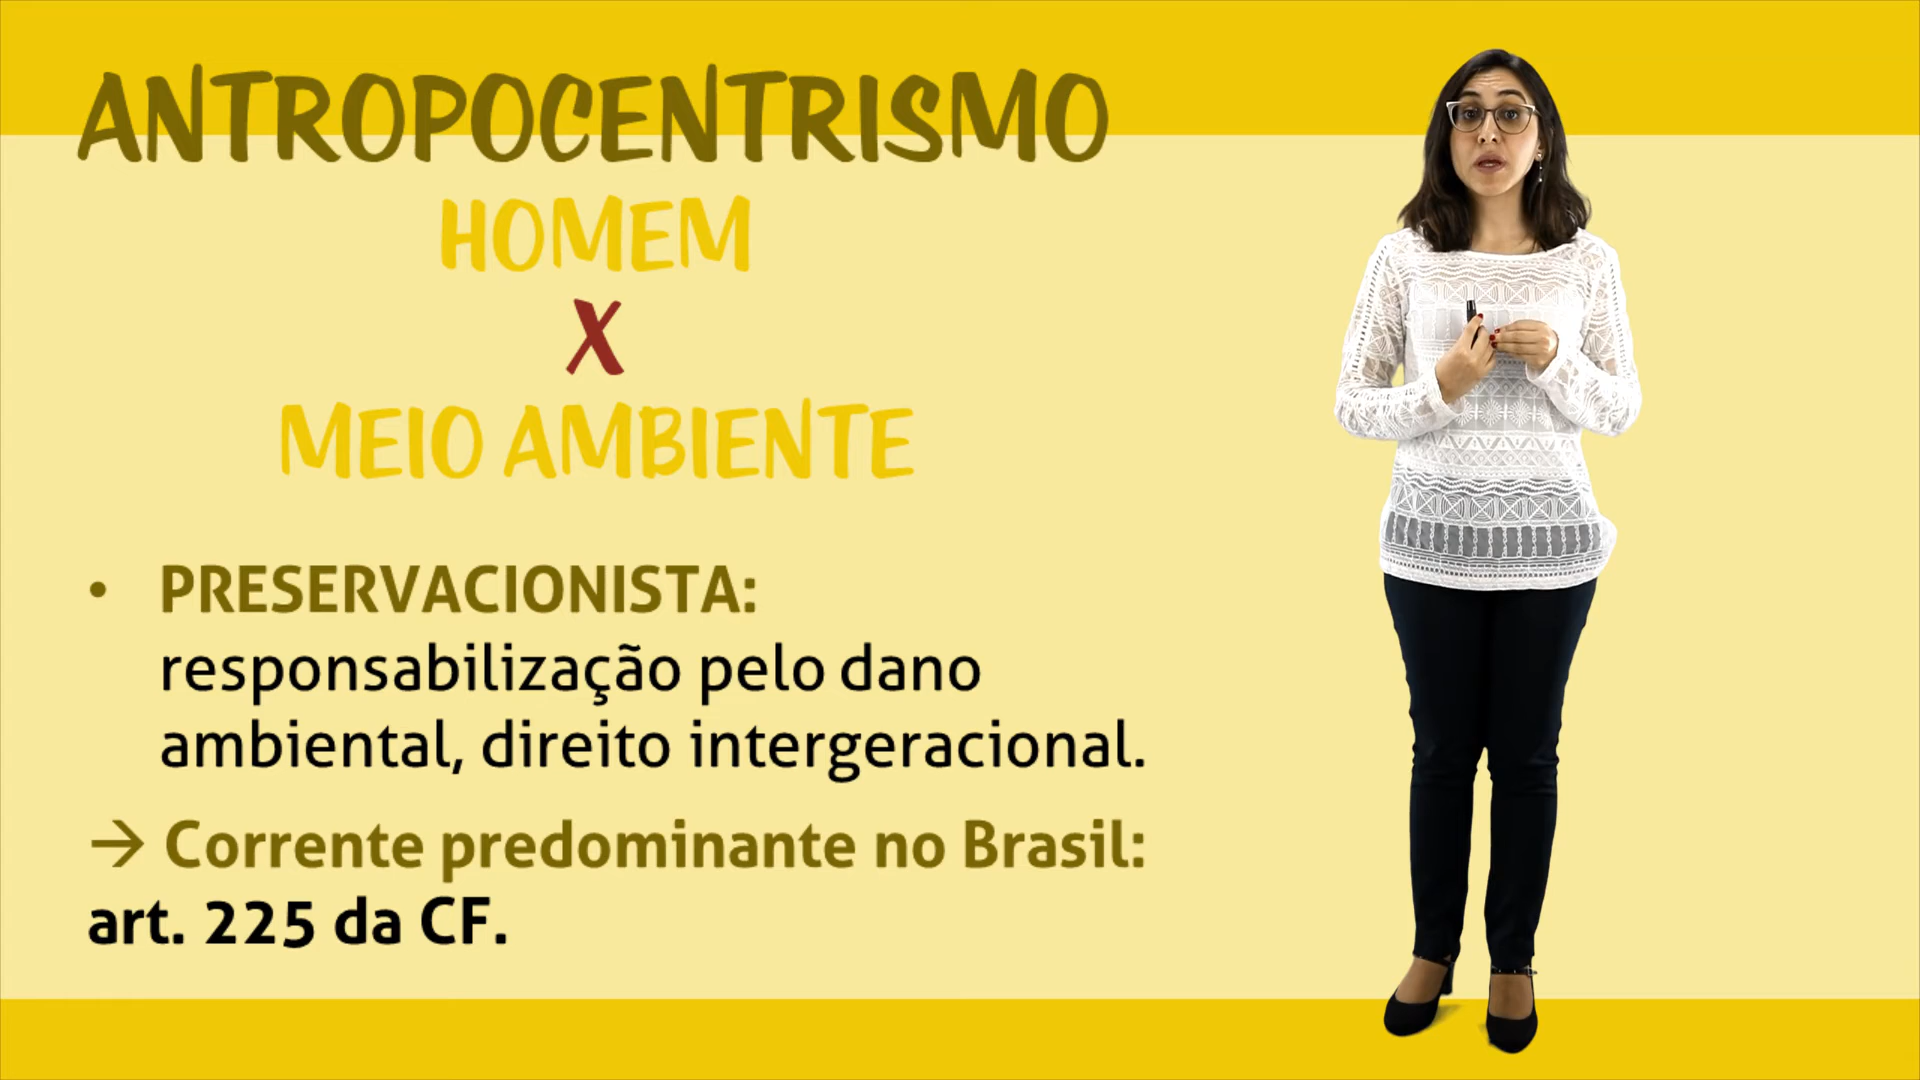 ANTROPOCENTRISMO
HOMEM
X
MEIO AMBIENTE
• PRESERVACIONISTA:
responsabilização pelo dano
ambiental, direito intergeracional.
→ Corrente predominante no Brasil:
art. 225 da CF.